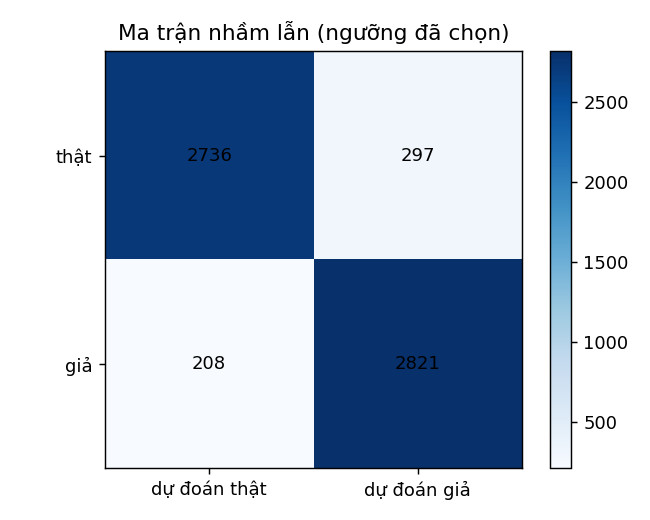 Ma trận nhầm lẫn (ngưỡng đã chọn)
thật
2736
297
giả
208
2821
dự đoán thật
dự đoán giả
2500
2000
1500
1000
500